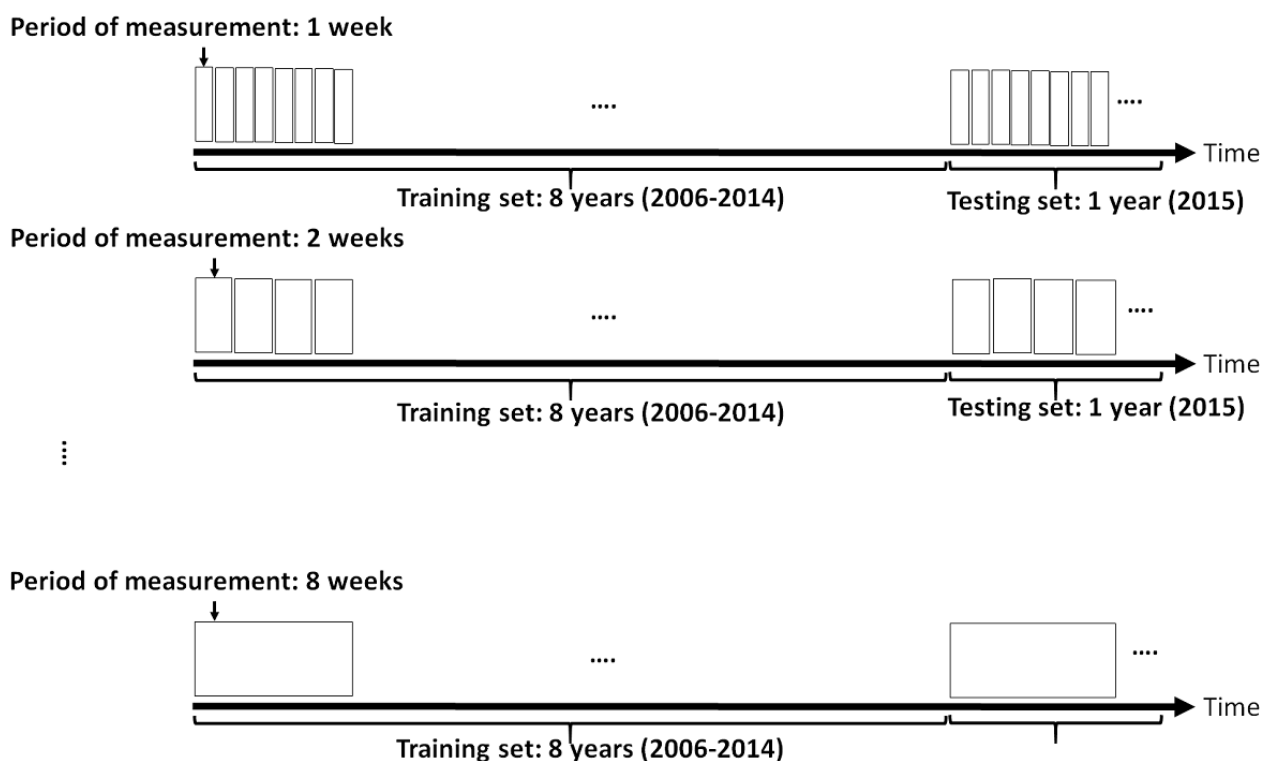 Period of measurement: 1 week
....
....
Time
Training set: 8 years (2006-2014)
Testing set: 1 year (2015)
Period of measurement: 2 weeks
....
....
Time
Training set: 8 years (2006-2014)
Testing set: 1 year (2015)
Period of measurement: 8 weeks
....
....
Time
Training set: 8 years (2006-2014)